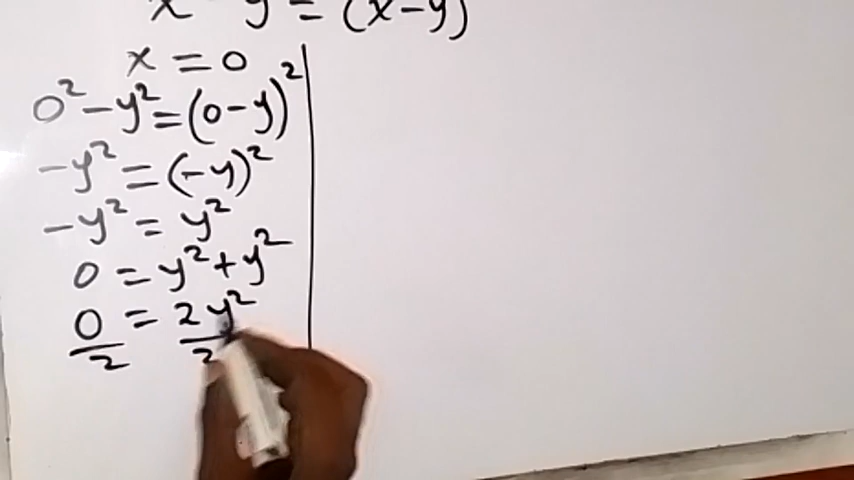 x y = (x-y)
x = 0
0² - y² = (0-y)²
-y² = (-y)²
-y² = y²
0 = y² + y²
0/2 = 2y²/2